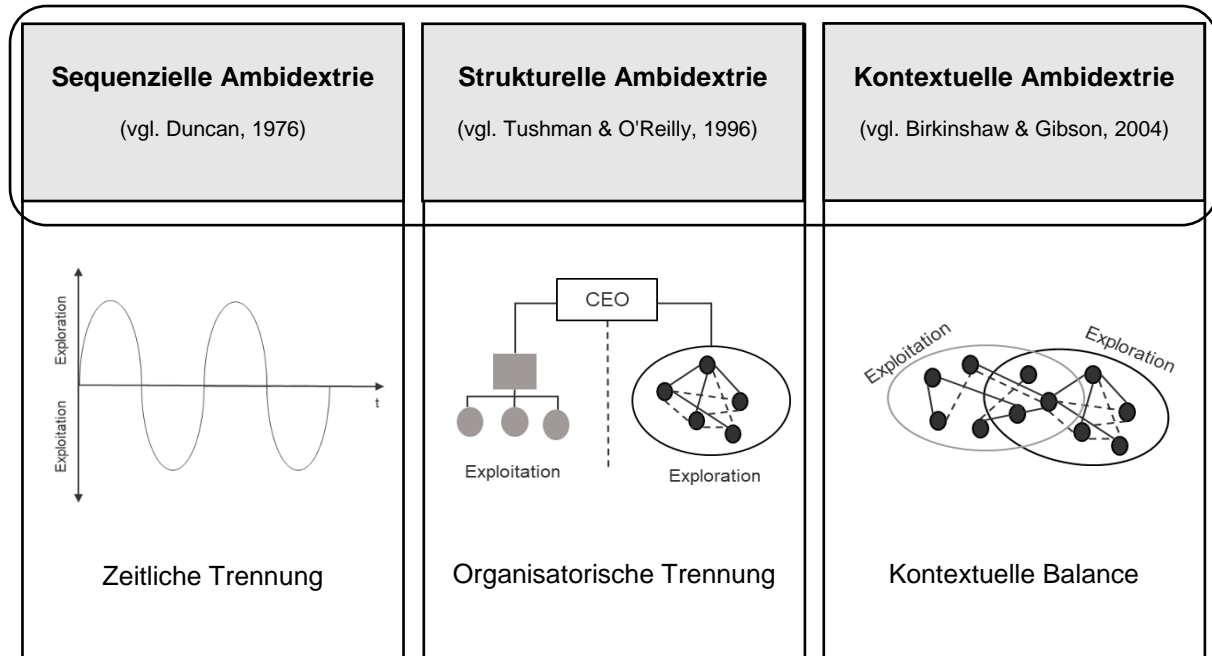 Sequenzielle Ambidextrie
(vgl. Duncan, 1976)
Exploration
Exploitation
t
Zeitliche Trennung
Strukturelle Ambidextrie
(vgl. Tushman & O'Reilly, 1996)
CEO
Exploitation
Exploration
Organisatorische Trennung
Kontextuelle Ambidextrie
(vgl. Birkinshaw & Gibson, 2004)
Exploitation
Exploration
Kontextuelle Balance